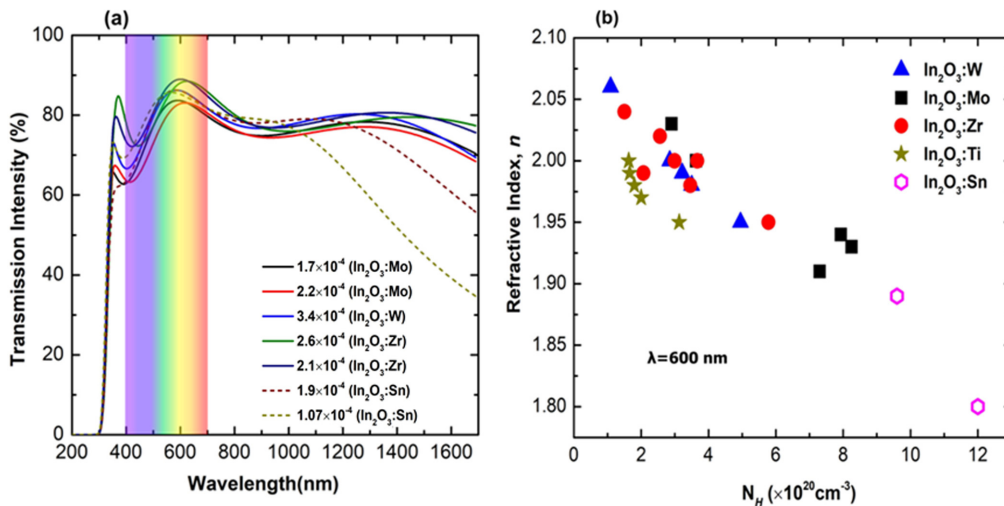 (a)
Transmission Intensity (%)
100
80
60
40
20
0
1.7×10⁻⁴ (In₂O₃:Mo)
2.2×10⁻⁴ (In₂O₃:Mo)
3.4×10⁻⁴ (In₂O₃:W)
2.6×10⁻⁴ (In₂O₃:Zr)
2.1×10⁻⁴ (In₂O₃:Zr)
1.9×10⁻⁴ (In₂O₃:Sn)
1.07×10⁻⁴ (In₂O₃:Sn)
200 400 600 800 1000 1200 1400 1600
Wavelength(nm)
(b)
Refractive Index, n
2.10
2.05
2.00
1.95
1.90
1.85
1.80
In₂O₃:W
In₂O₃:Mo
In₂O₃:Zr
In₂O₃:Ti
In₂O₃:Sn
λ=600 nm
0 2 4 6 8 10 12
N_H (×10²⁰cm⁻³)